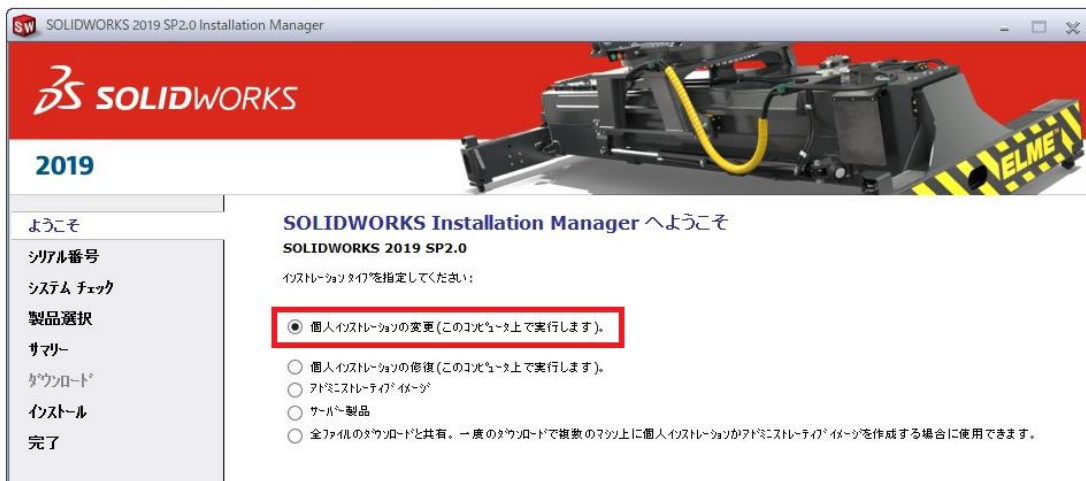 SOLIDWORKS 2019 SP2.0 Installation Manager
SOLIDWORKS
2019
ELME
ようこそ
シリアル番号
システム チェック
製品選択
サマリー
ダウンロード
インストール
完了
SOLIDWORKS Installation Manager へようこそ
SOLIDWORKS 2019 SP2.0
インストレーション タイプを指定してください:
個人インストレーションの変更(このコンピュータ上で実行します)。
個人インストレーションの修復(このコンピュータ上で実行します)。
アドミニストレーティブ イメージ
サーバー製品
全ファイルのダウンロードと共有。一度のダウンロードで複数のマシン上に個人インストレーションかアドミニストレーティブ イメージを作成する場合に使用できます。